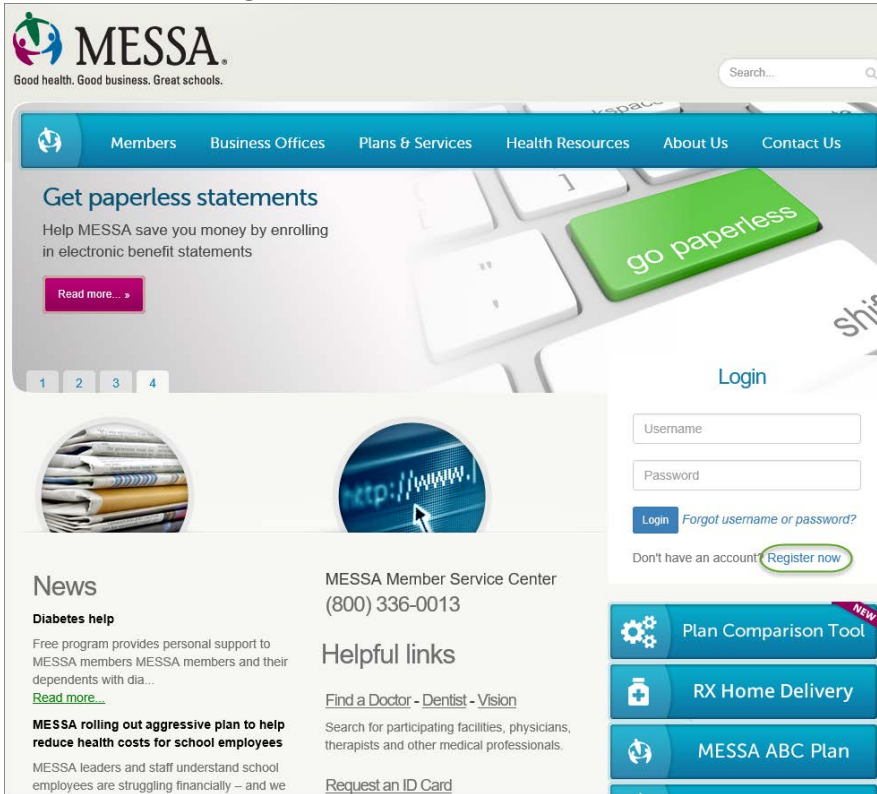 MESSA.
Good health. Good business. Great schools.
Search...
Members Business Offices Plans & Services Health Resources About Us Contact Us
Get paperless statements
Help MESSA save you money by enrolling
in electronic benefit statements
Read more... »
go paperless
1 2 3 4
Login
Username
Password
Login Forgot username or password?
Don't have an account? Register now
http://www.
News
Diabetes help
Free program provides personal support to
MESSA members MESSA members and their
dependents with dia...
Read more...
MESSA rolling out aggressive plan to help
reduce health costs for school employees
MESSA leaders and staff understand school
employees are struggling financially – and we
MESSA Member Service Center
(800) 336-0013
Helpful links
Find a Doctor - Dentist - Vision
Search for participating facilities, physicians,
therapists and other medical professionals.
Request an ID Card
NEW
Plan Comparison Tool
RX Home Delivery
MESSA ABC Plan